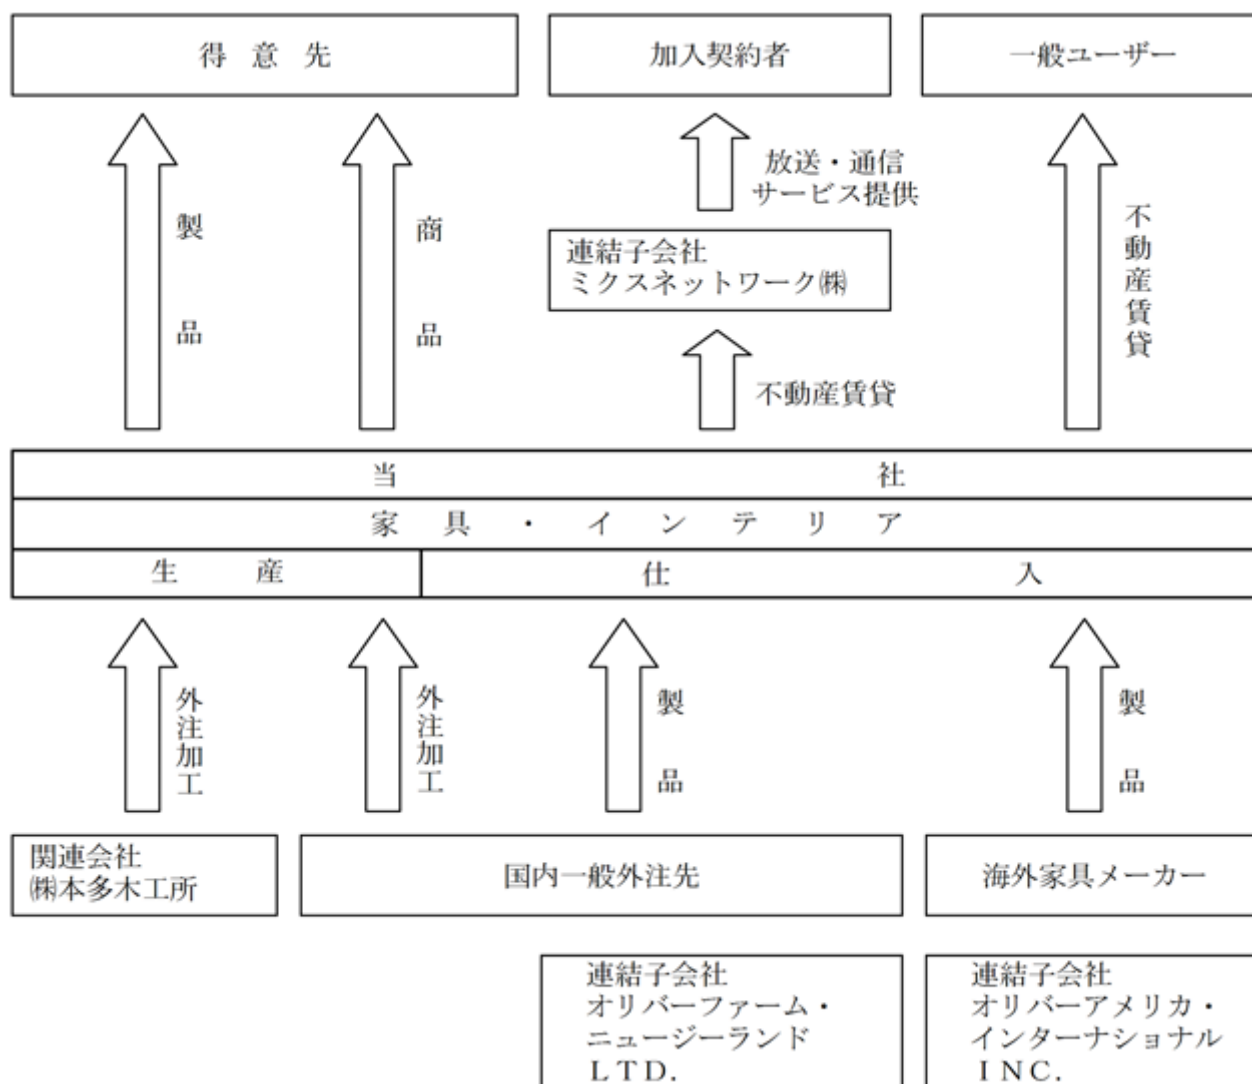 得意先
加入契約者
一般ユーザー
製品
商品
放送・通信
サービス提供
連結子会社
ミクスネットワーク㈱
不動産賃貸
不動産賃貸
当社
家具・インテリア
生産
仕入
外注加工
外注加工
製品
製品
関連会社
㈱本多木工所
国内一般外注先
海外家具メーカー
連結子会社
オリバーファーム・
ニュージーランド
ＬＴＤ．
連結子会社
オリバーアメリカ・
インターナショナル
ＩＮＣ．